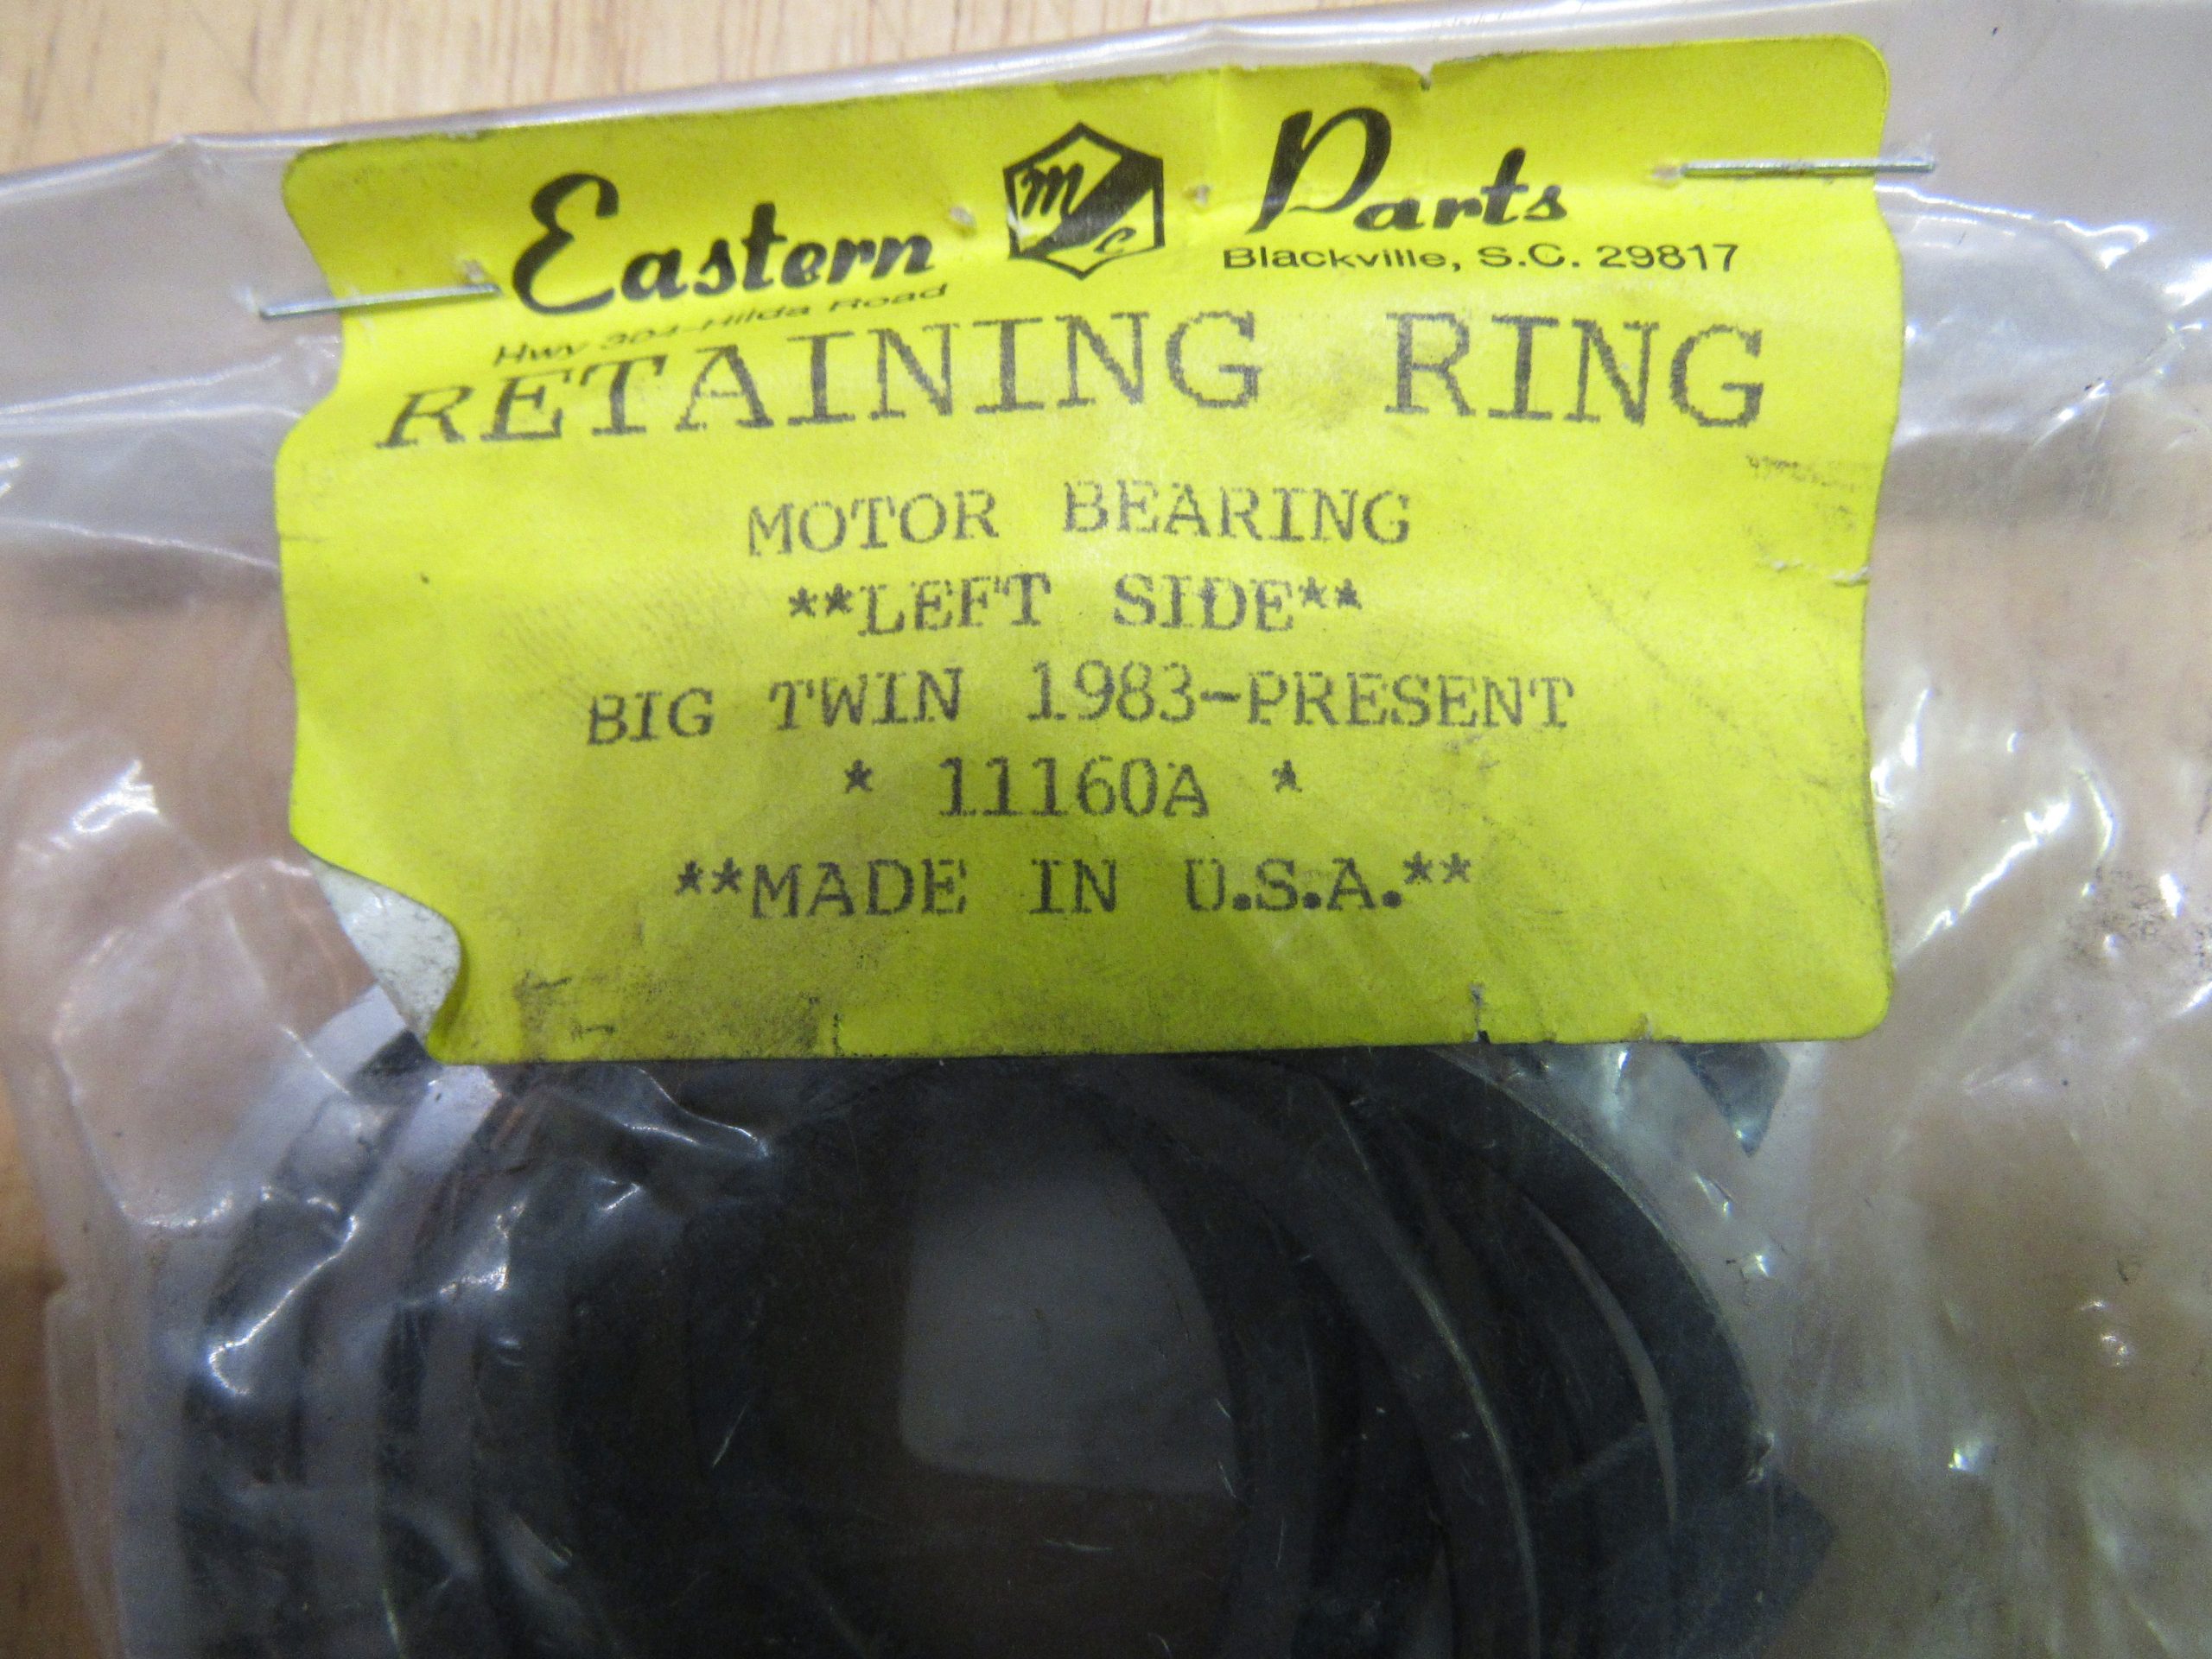 Eastern MC Parts
Blackville, S.C. 29817
Hwy 304-Hilda Road
RETAINING RING
MOTOR BEARING
**LEFT SIDE**
BIG TWIN 1983-PRESENT
* 11160A *
**MADE IN U.S.A.**